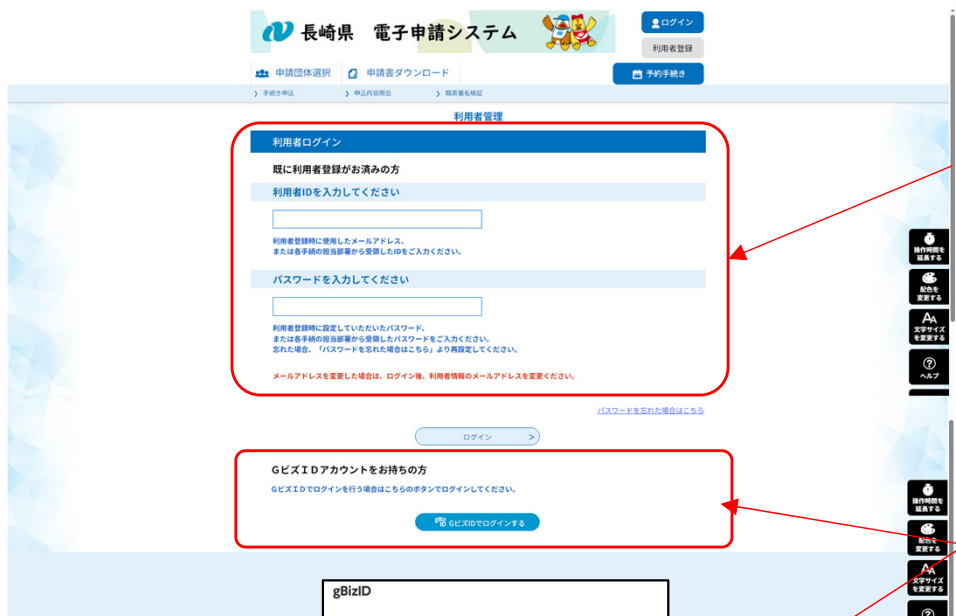 長崎県 電子申請システム
ログイン
利用者登録
申請団体選択 申請書ダウンロード
予約手続き
手続き申込 申込内容照会 職責署名検証
利用者管理
利用者ログイン
既に利用者登録がお済みの方
利用者IDを入力してください
利用者登録時に使用したメールアドレス、
または各手続の担当部署から受領したIDをご入力ください。
パスワードを入力してください
利用者登録時に設定していただいたパスワード、
または各手続の担当部署から受領したパスワードをご入力ください。
忘れた場合、「パスワードを忘れた場合はこちら」より再設定してください。
メールアドレスを変更した場合は、ログイン後、利用者情報のメールアドレスを変更ください。
パスワードを忘れた場合はこちら
ログイン
GビズIDアカウントをお持ちの方
GビズIDでログインを行う場合はこちらのボタンでログインしてください。
GビズIDでログインする
gBizID
操作時間を
延長する
配色を
変更する
文字サイズ
を変更する
ヘルプ
操作時間を
延長する
配色を
変更する
文字サイズ
を変更する